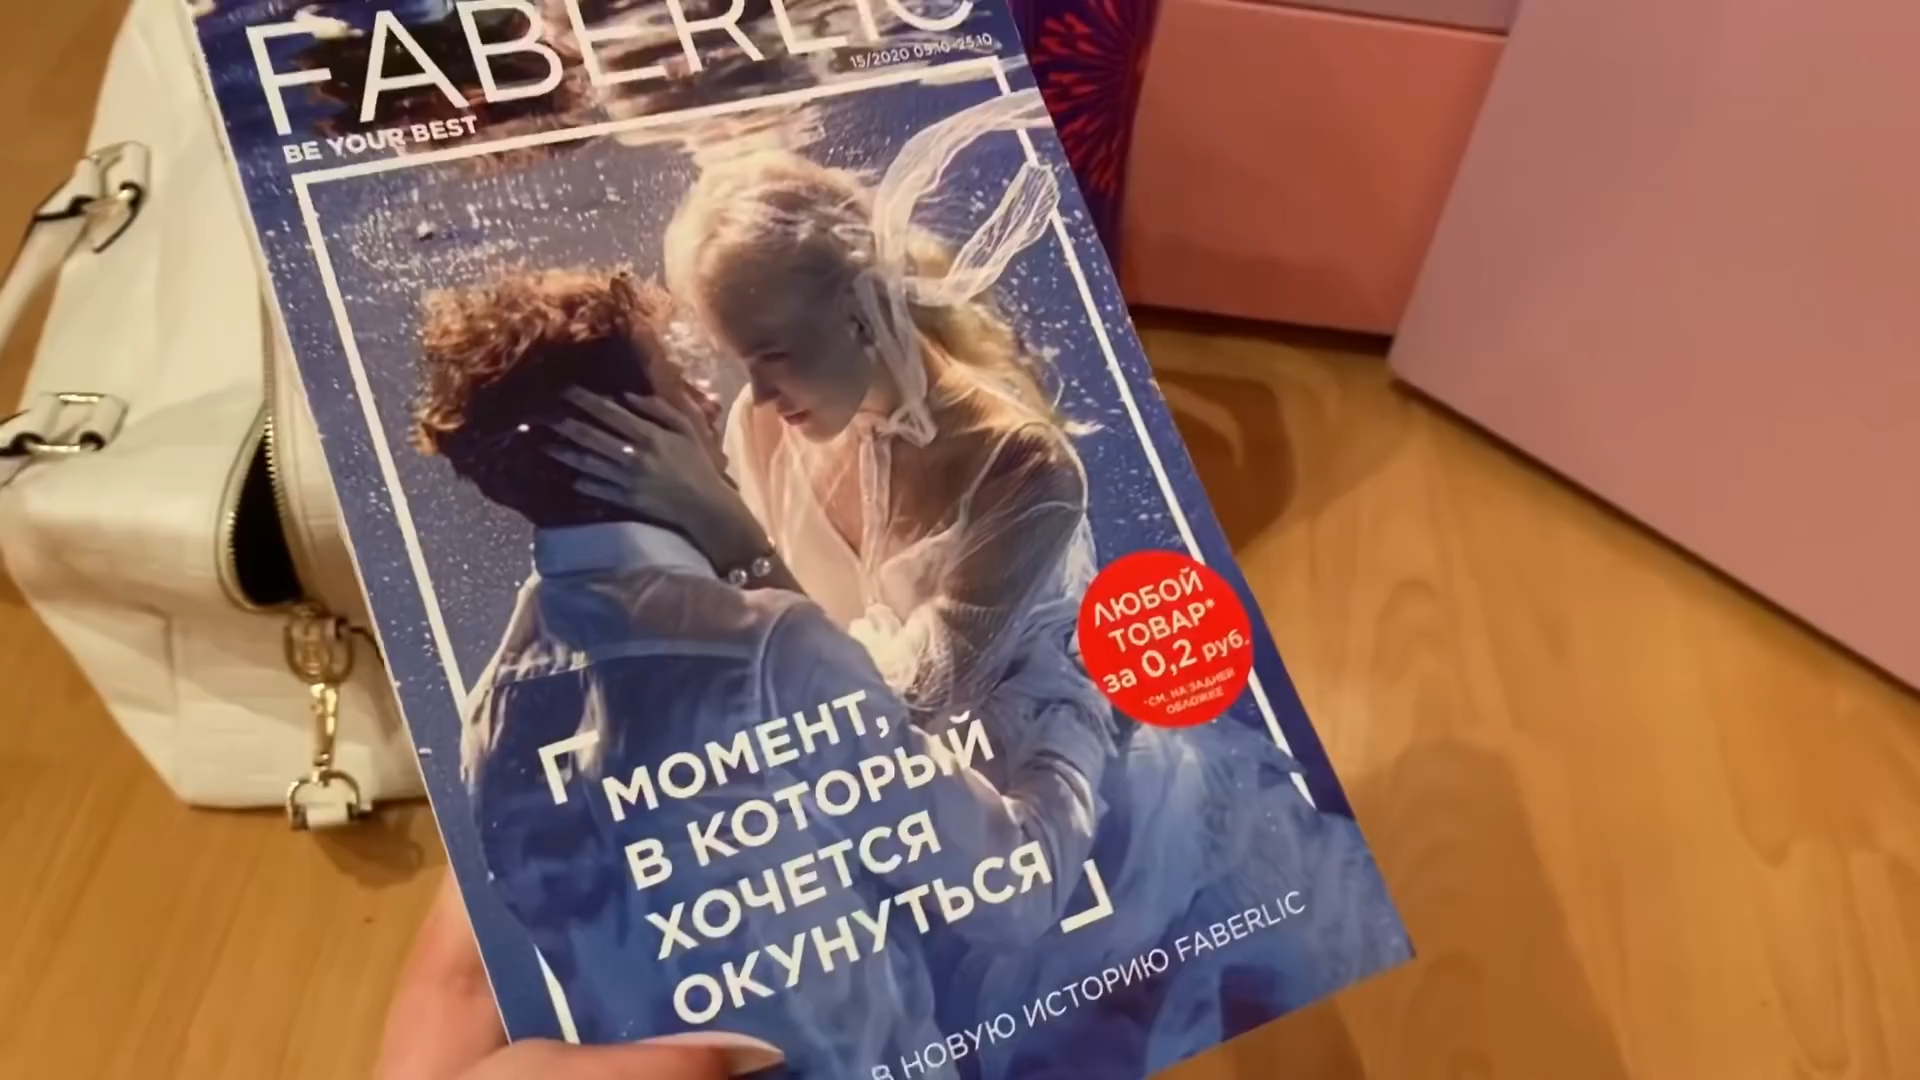 FABERLIC
15/2020 05.10-25.10
BE YOUR BEST
ЛЮБОЙ
ТОВАР*
за 0,2 руб.
*СМ. НА ЗАДНЕЙ
ОБЛОЖКЕ
МОМЕНТ,
В КОТОРЫЙ
ХОЧЕТСЯ
ОКУНУТЬСЯ
В НОВУЮ ИСТОРИЮ FABERLIC